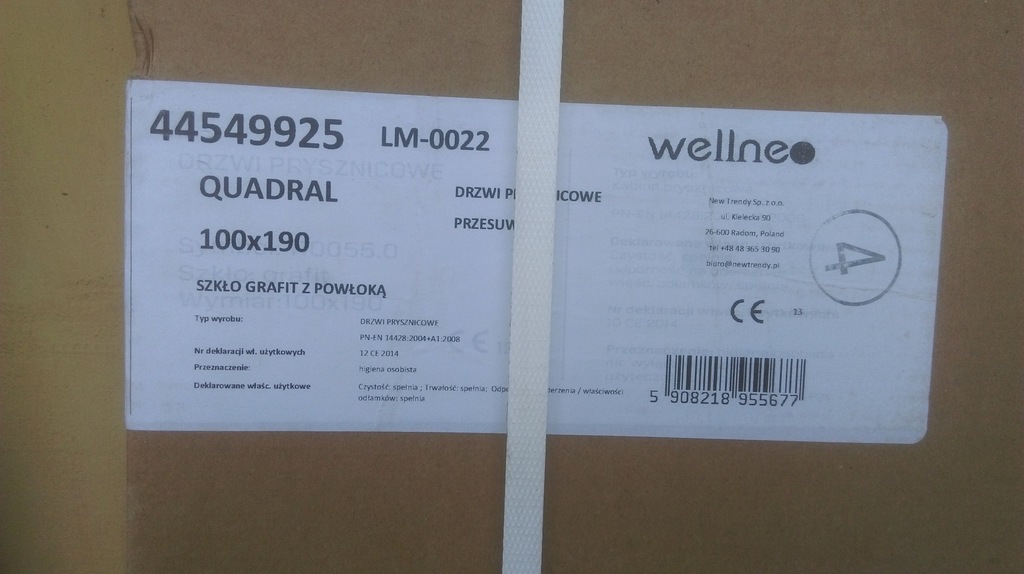 44549925 LM-0022
wellneo
QUADRAL
DRZWI PRYSZNICOWE
PRZESUW
100x190
SZKŁO GRAFIT Z POWŁOKĄ
New Trendy Sp. z o.o.
ul. Kielecka 90
26-600 Radom, Poland
tel +48 48 365 30 90
biuro@newtrendy.pl
4
CE 13
Typ wyrobu: DRZWI PRYSZNICOWE
PN-EN 14428:2004+A1:2008
Nr deklaracji wł. użytkowych 12 CE 2014
Przeznaczenie: higiena osobista
Deklarowane właśc. użytkowe Czystość: spełnia ; Trwałość: spełnia; Odpo erzenia / właściwości
odłamków: spełnia
5 908218 955677